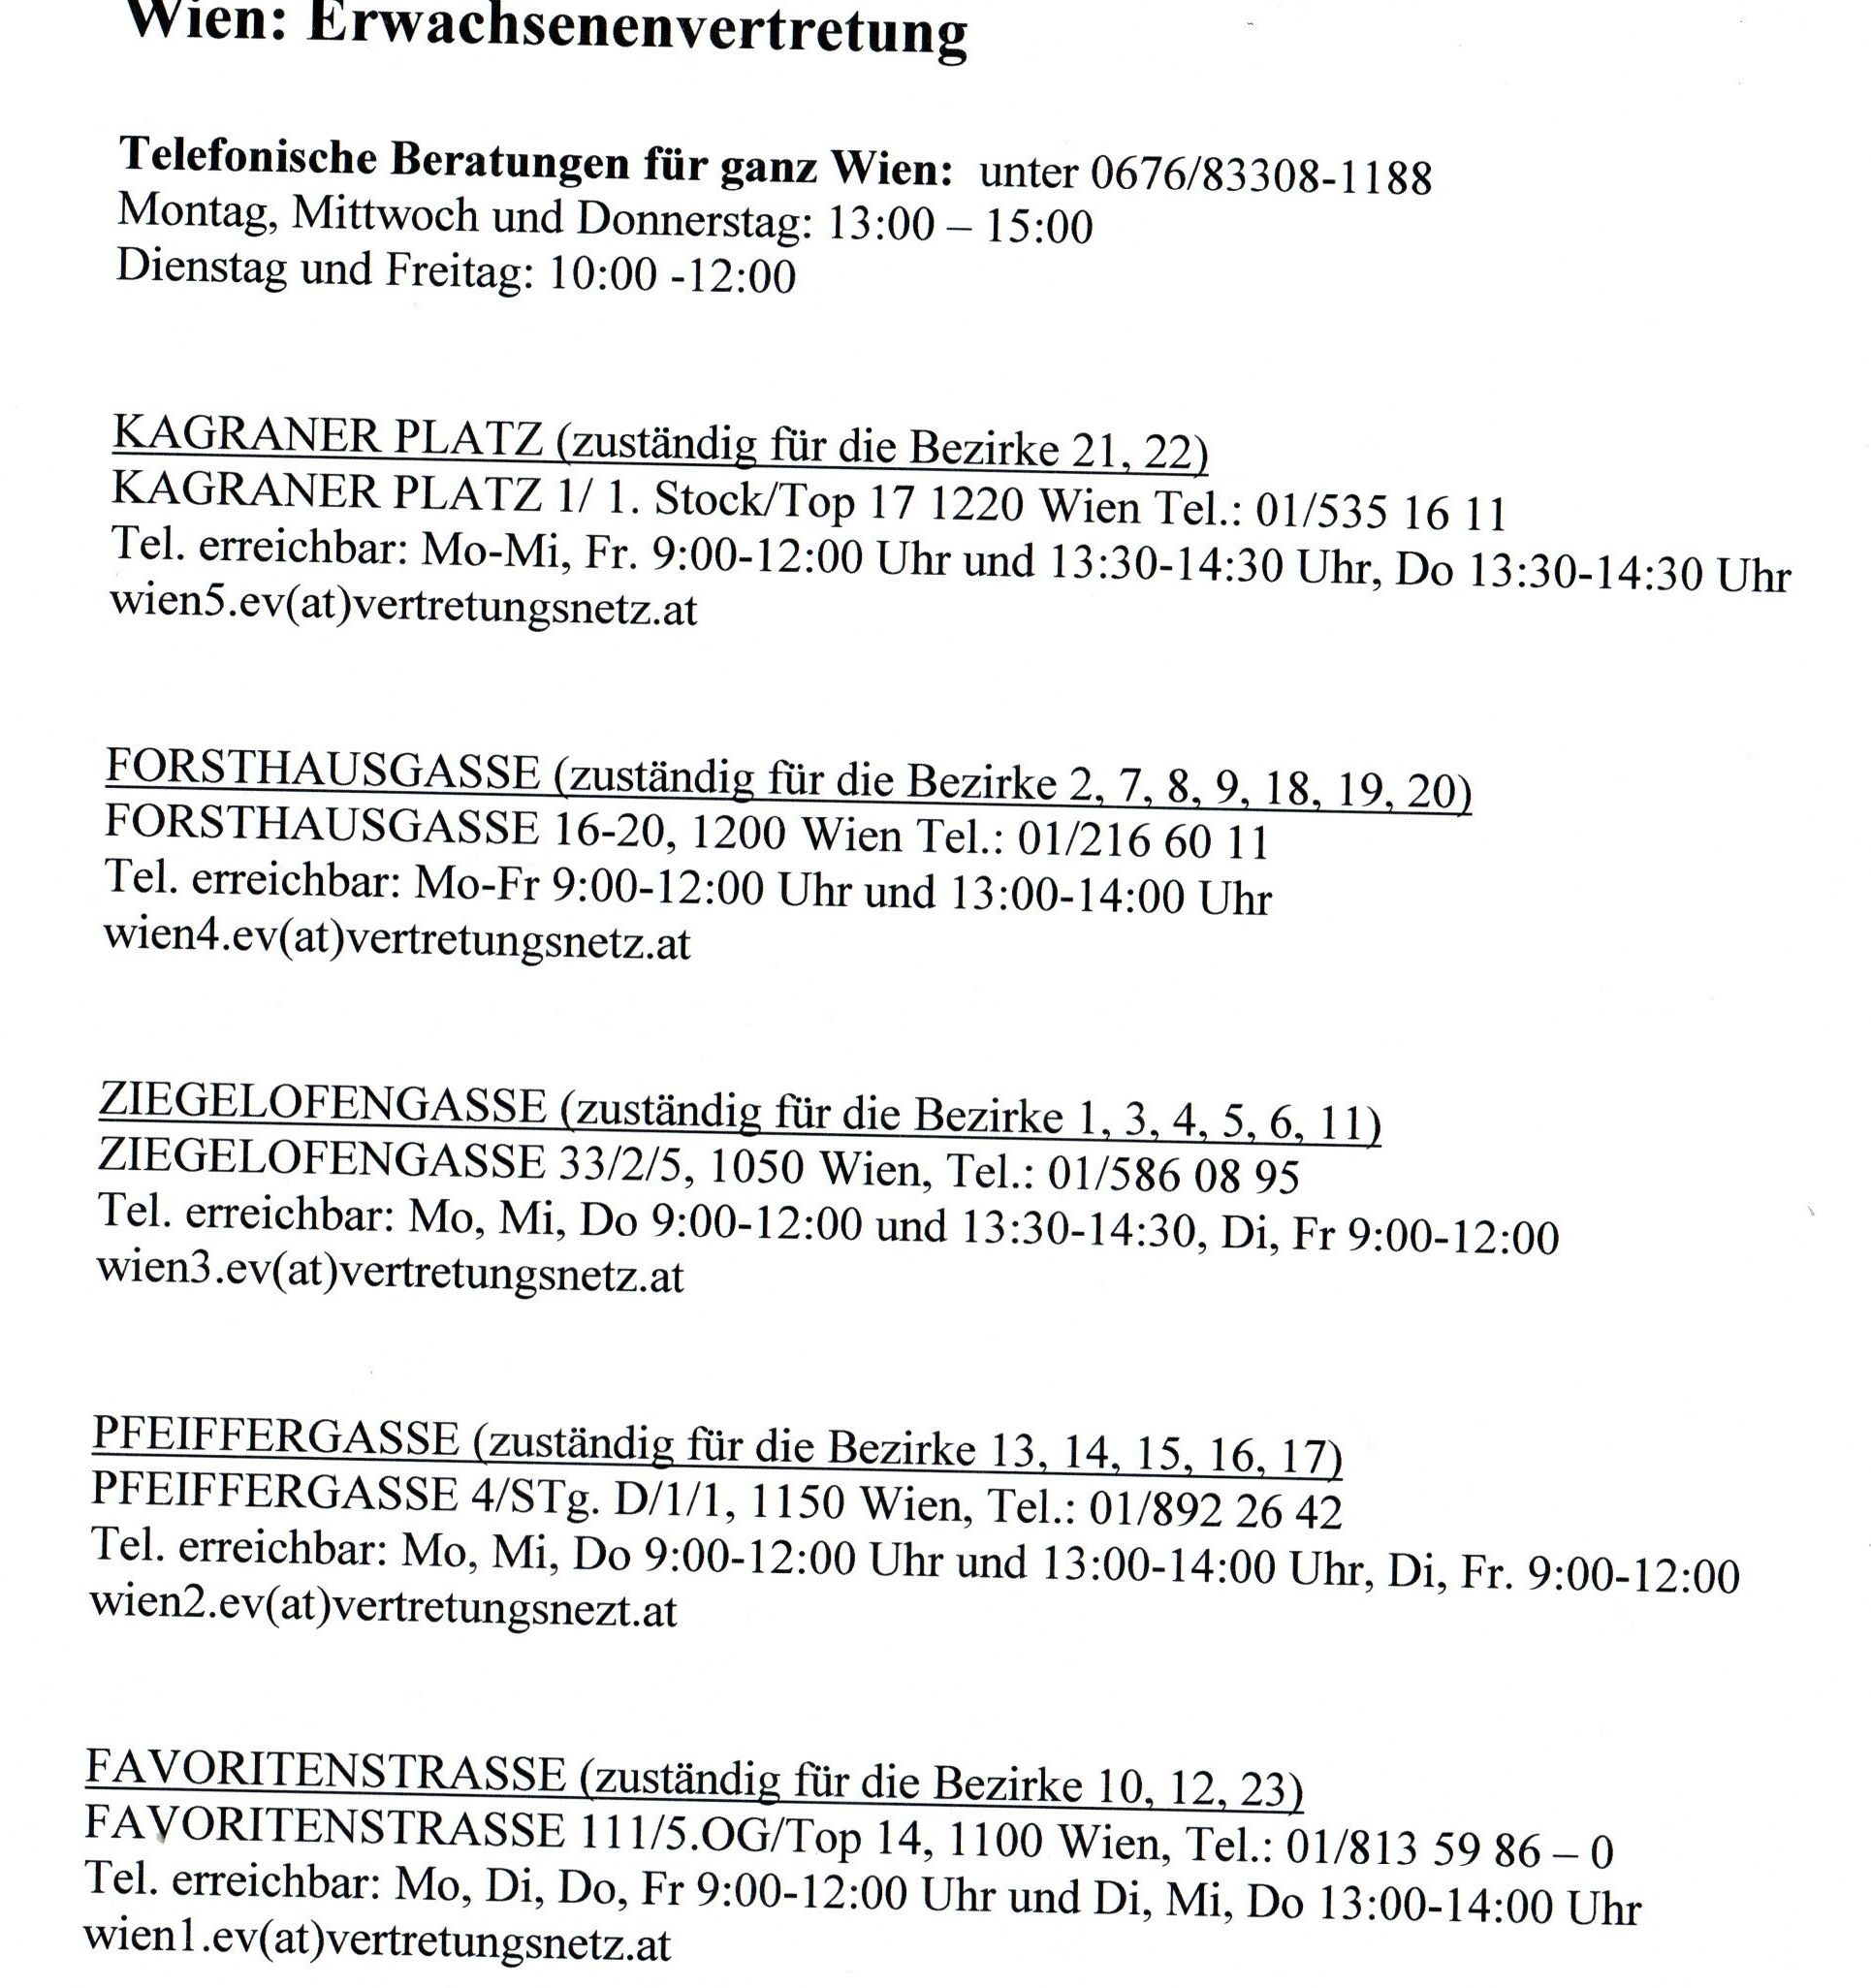 Wien: Erwachsenenvertretung
Telefonische Beratungen für ganz Wien: unter 0676/83308-1188
Montag, Mittwoch und Donnerstag: 13:00 – 15:00
Dienstag und Freitag: 10:00 -12:00
KAGRANER PLATZ (zuständig für die Bezirke 21, 22)
KAGRANER PLATZ 1/ 1. Stock/Top 17 1220 Wien Tel.: 01/535 16 11
Tel. erreichbar: Mo-Mi, Fr. 9:00-12:00 Uhr und 13:30-14:30 Uhr, Do 13:30-14:30 Uhr
wien5.ev(at)vertretungsnetz.at
FORSTHAUSGASSE (zuständig für die Bezirke 2, 7, 8, 9, 18, 19, 20)
FORSTHAUSGASSE 16-20, 1200 Wien Tel.: 01/216 60 11
Tel. erreichbar: Mo-Fr 9:00-12:00 Uhr und 13:00-14:00 Uhr
wien4.ev(at)vertretungsnetz.at
ZIEGELOFENGASSE (zuständig für die Bezirke 1, 3, 4, 5, 6, 11)
ZIEGELOFENGASSE 33/2/5, 1050 Wien, Tel.: 01/586 08 95
Tel. erreichbar: Mo, Mi, Do 9:00-12:00 und 13:30-14:30, Di, Fr 9:00-12:00
wien3.ev(at)vertretungsnetz.at
PFEIFFERGASSE (zuständig für die Bezirke 13, 14, 15, 16, 17)
PFEIFFERGASSE 4/STg. D/1/1, 1150 Wien, Tel.: 01/892 26 42
Tel. erreichbar: Mo, Mi, Do 9:00-12:00 Uhr und 13:00-14:00 Uhr, Di, Fr. 9:00-12:00
wien2.ev(at)vertretungsnezt.at
FAVORITENSTRASSE (zuständig für die Bezirke 10, 12, 23)
FAVORITENSTRASSE 111/5.OG/Top 14, 1100 Wien, Tel.: 01/813 59 86 – 0
Tel. erreichbar: Mo, Di, Do, Fr 9:00-12:00 Uhr und Di, Mi, Do 13:00-14:00 Uhr
wien1.ev(at)vertretungsnetz.at